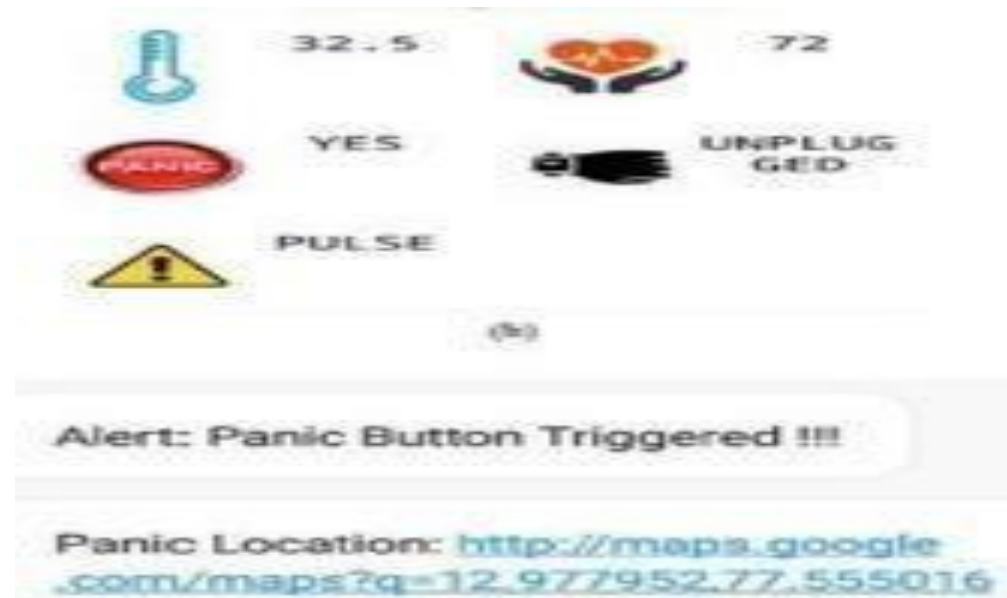 32.5 72
PANIC YES UNPLUG
GED
PULSE
(b)
Alert: Panic Button Triggered !!!
Panic Location: http://maps.google
.com/maps?q=12.977952,77.555016